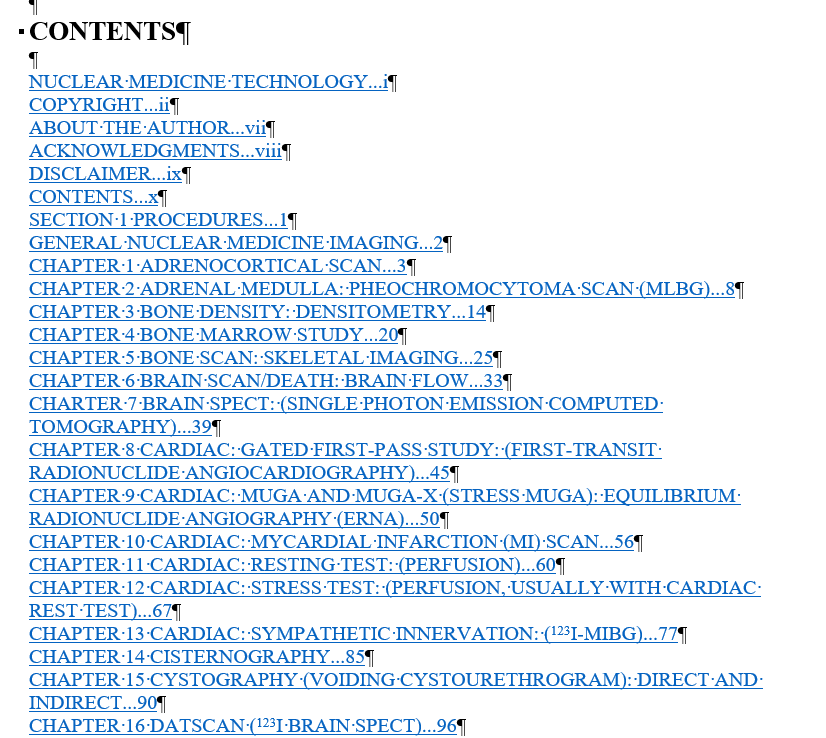 ¶
▪CONTENTS¶
¶
NUCLEAR·MEDICINE·TECHNOLOGY...i¶
COPYRIGHT...ii¶
ABOUT·THE·AUTHOR...vii¶
ACKNOWLEDGMENTS...viii¶
DISCLAIMER...ix¶
CONTENTS...x¶
SECTION·1·PROCEDURES...1¶
GENERAL·NUCLEAR·MEDICINE·IMAGING...2¶
CHAPTER·1·ADRENOCORTICAL·SCAN...3¶
CHAPTER·2·ADRENAL·MEDULLA:·PHEOCHROMOCYTOMA·SCAN·(MLBG)...8¶
CHAPTER·3·BONE·DENSITY:·DENSITOMETRY...14¶
CHAPTER·4·BONE·MARROW·STUDY...20¶
CHAPTER·5·BONE·SCAN:·SKELETAL·IMAGING...25¶
CHAPTER·6·BRAIN·SCAN/DEATH:·BRAIN·FLOW...33¶
CHARTER·7·BRAIN·SPECT:·(SINGLE·PHOTON·EMISSION·COMPUTED·
TOMOGRAPHY)...39¶
CHAPTER·8·CARDIAC:·GATED·FIRST-PASS·STUDY:·(FIRST-TRANSIT·
RADIONUCLIDE·ANGIOCARDIOGRAPHY)...45¶
CHAPTER·9·CARDIAC:·MUGA·AND·MUGA-X·(STRESS·MUGA):·EQUILIBRIUM·
RADIONUCLIDE·ANGIOGRAPHY·(ERNA)...50¶
CHAPTER·10·CARDIAC:·MYCARDIAL·INFARCTION·(MI)·SCAN...56¶
CHAPTER·11·CARDIAC:·RESTING·TEST:·(PERFUSION)...60¶
CHAPTER·12·CARDIAC:·STRESS·TEST:·(PERFUSION,·USUALLY·WITH·CARDIAC·
REST·TEST)...67¶
CHAPTER·13·CARDIAC:·SYMPATHETIC·INNERVATION:·(¹²³I-MIBG)...77¶
CHAPTER·14·CISTERNOGRAPHY...85¶
CHAPTER·15·CYSTOGRAPHY·(VOIDING·CYSTOURETHROGRAM):·DIRECT·AND·
INDIRECT...90¶
CHAPTER·16·DATSCAN·(¹²³I·BRAIN·SPECT)...96¶